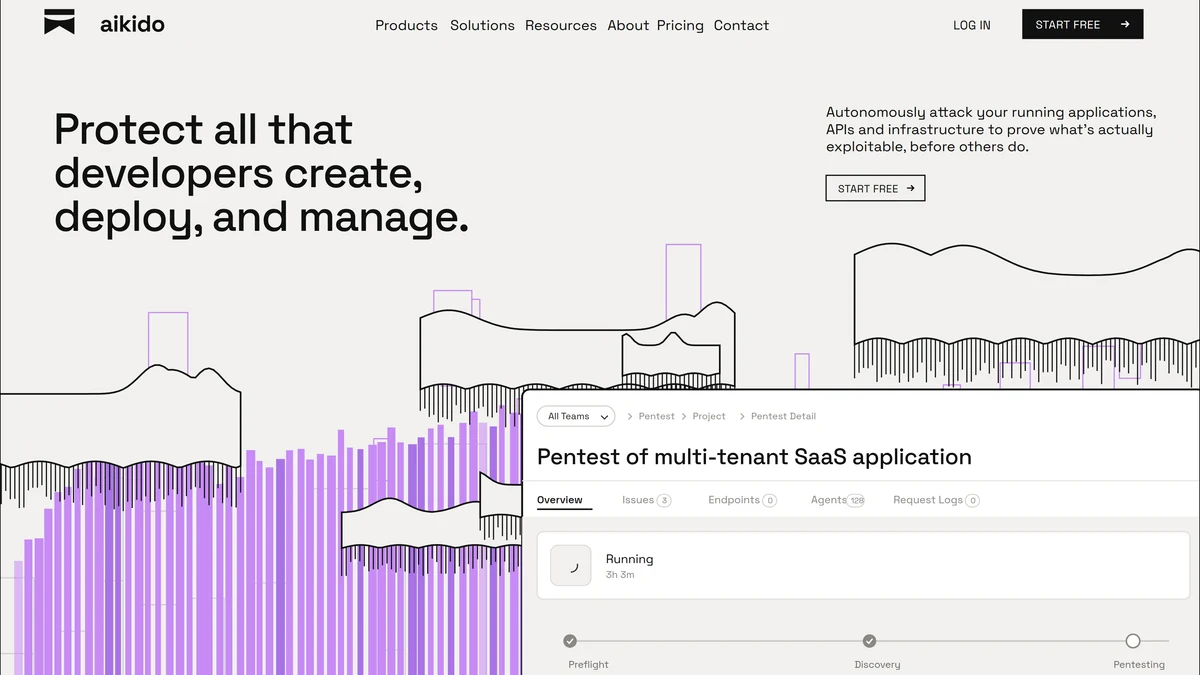 aikido
Products Solutions Resources About Pricing Contact
LOG IN
START FREE →
Protect all that
developers create,
deploy, and manage.
Autonomously attack your running applications,
APIs and infrastructure to prove what's actually
exploitable, before others do.
START FREE →
All Teams
Pentest
Project
Pentest Detail
Pentest of multi-tenant SaaS application
Overview
Issues 3
Endpoints 0
Agents 128
Request Logs 0
Running
3h 3m
Preflight
Discovery
Pentesting